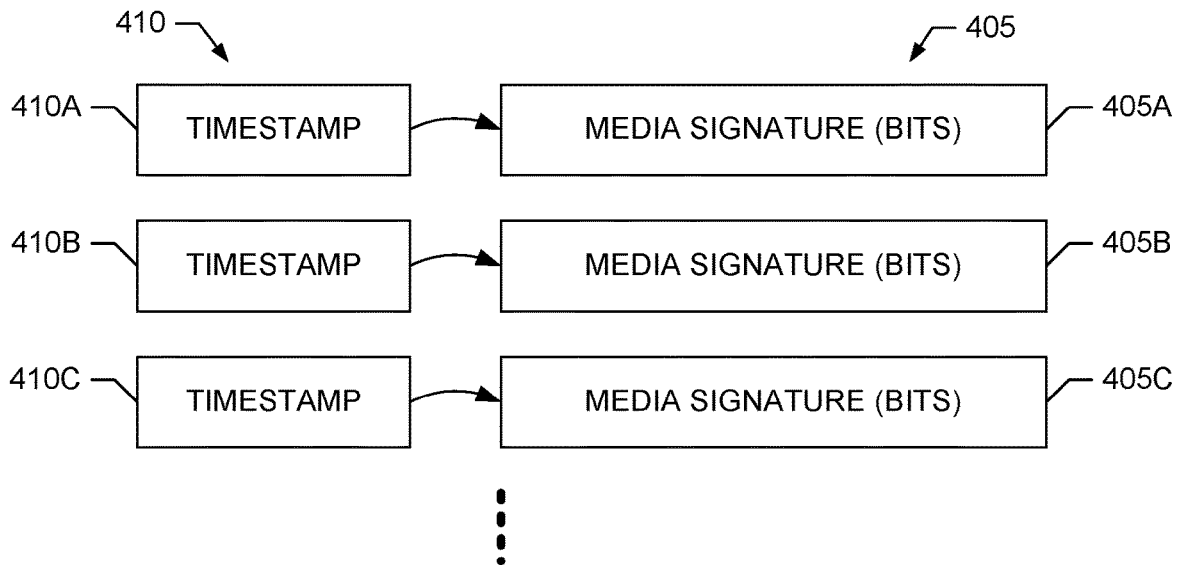 410 405
410A TIMESTAMP MEDIA SIGNATURE (BITS) 405A
410B TIMESTAMP MEDIA SIGNATURE (BITS) 405B
410C TIMESTAMP MEDIA SIGNATURE (BITS) 405C